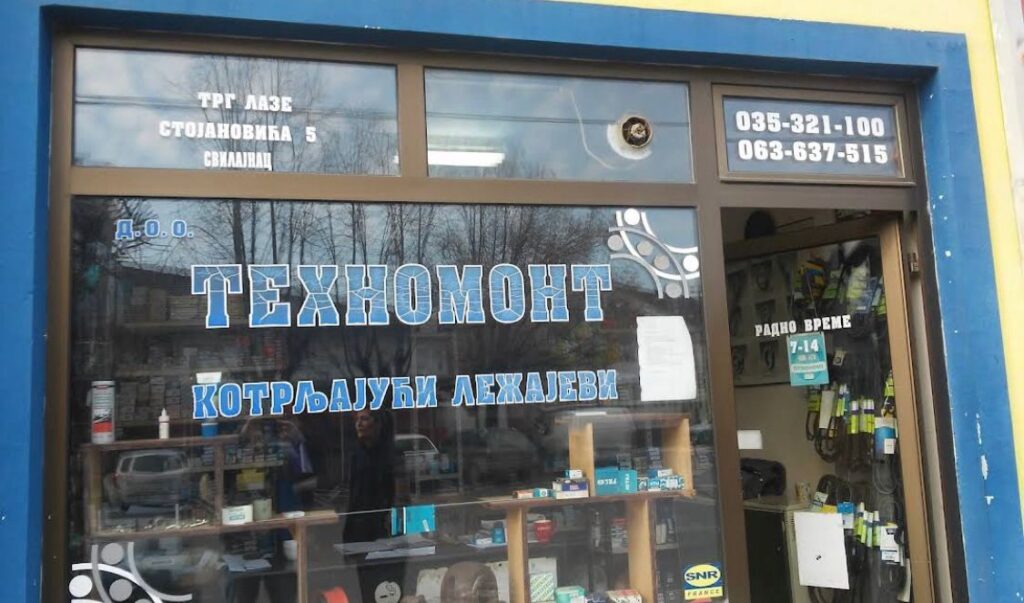 ТРГ ЛАЗЕ
СТОЈАНОВИЋА 5
СВИЛАЈНАЦ
035-321-100
063-637-515
Д.О.О.
ТЕХНОМОНТ
КОТРЉАЈУЋИ ЛЕЖАЈЕВИ
РАДНО ВРЕМЕ
7-14
SNR
FRANCE